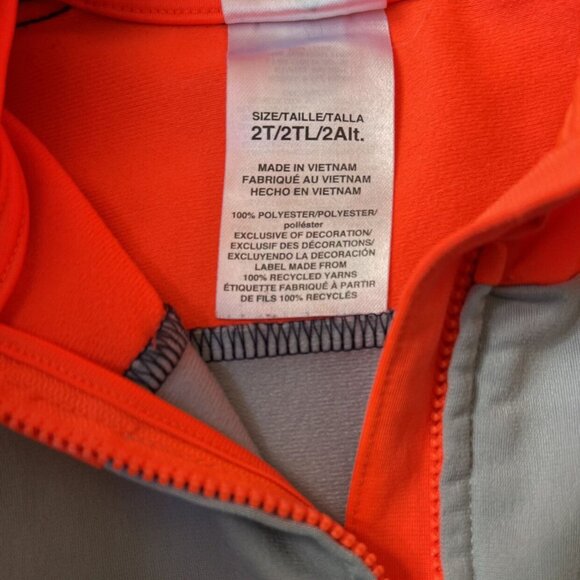 SIZE/TAILLE/TALLA
2T/2TL/2Alt.
MADE IN VIETNAM
FABRIQUÉ AU VIETNAM
HECHO EN VIETNAM
100% POLYESTER/POLYESTER/
poliéster
EXCLUSIVE OF DECORATION/
EXCLUSIF DES DÉCORATIONS/
EXCLUYENDO LA DECORACIÓN
LABEL MADE FROM
100% RECYCLED YARNS
ÉTIQUETTE FABRIQUÉ À PARTIR
DE FILS 100% RECYCLÉS